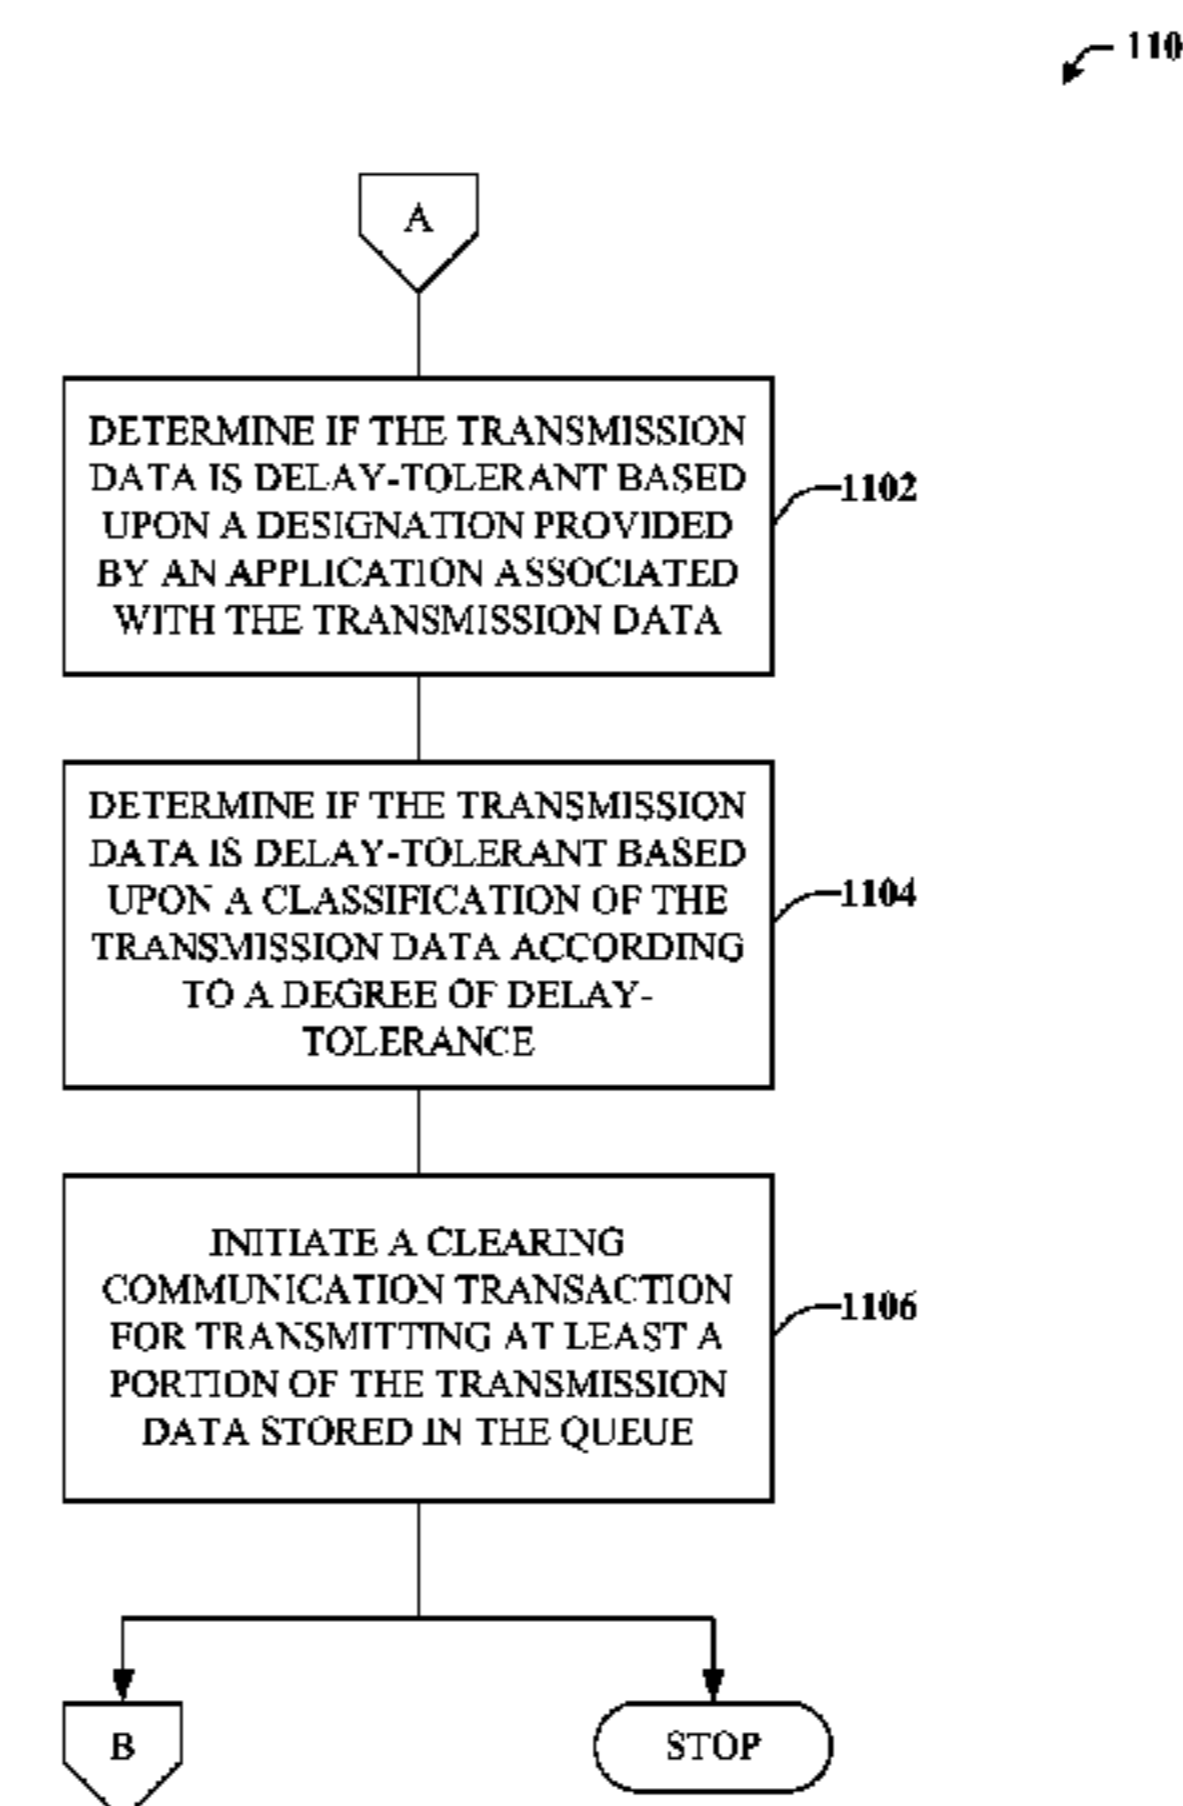 110
A
DETERMINE IF THE TRANSMISSION
DATA IS DELAY-TOLERANT BASED
UPON A DESIGNATION PROVIDED
BY AN APPLICATION ASSOCIATED
WITH THE TRANSMISSION DATA
1102
DETERMINE IF THE TRANSMISSION
DATA IS DELAY-TOLERANT BASED
UPON A CLASSIFICATION OF THE
TRANSMISSION DATA ACCORDING
TO A DEGREE OF DELAY-
TOLERANCE
1104
INITIATE A CLEARING
COMMUNICATION TRANSACTION
FOR TRANSMITTING AT LEAST A
PORTION OF THE TRANSMISSION
DATA STORED IN THE QUEUE
1106
B
STOP